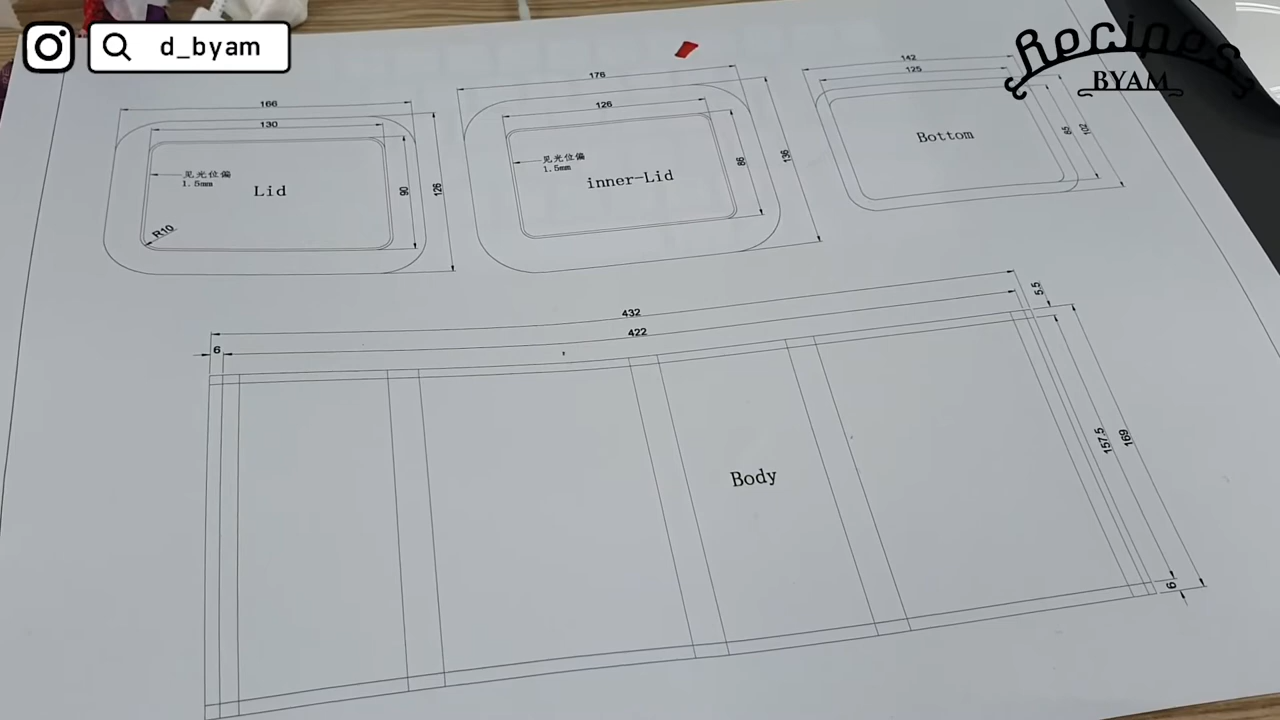 d_byam
Recipes
BYAM
166
130
见光位偏
1.5mm
Lid
R10
90
126
176
126
见光位偏
1.5mm
inner-Lid
86
136
142
125
Bottom
85
102
432
422
6
5.5
Body
157.5
169
6